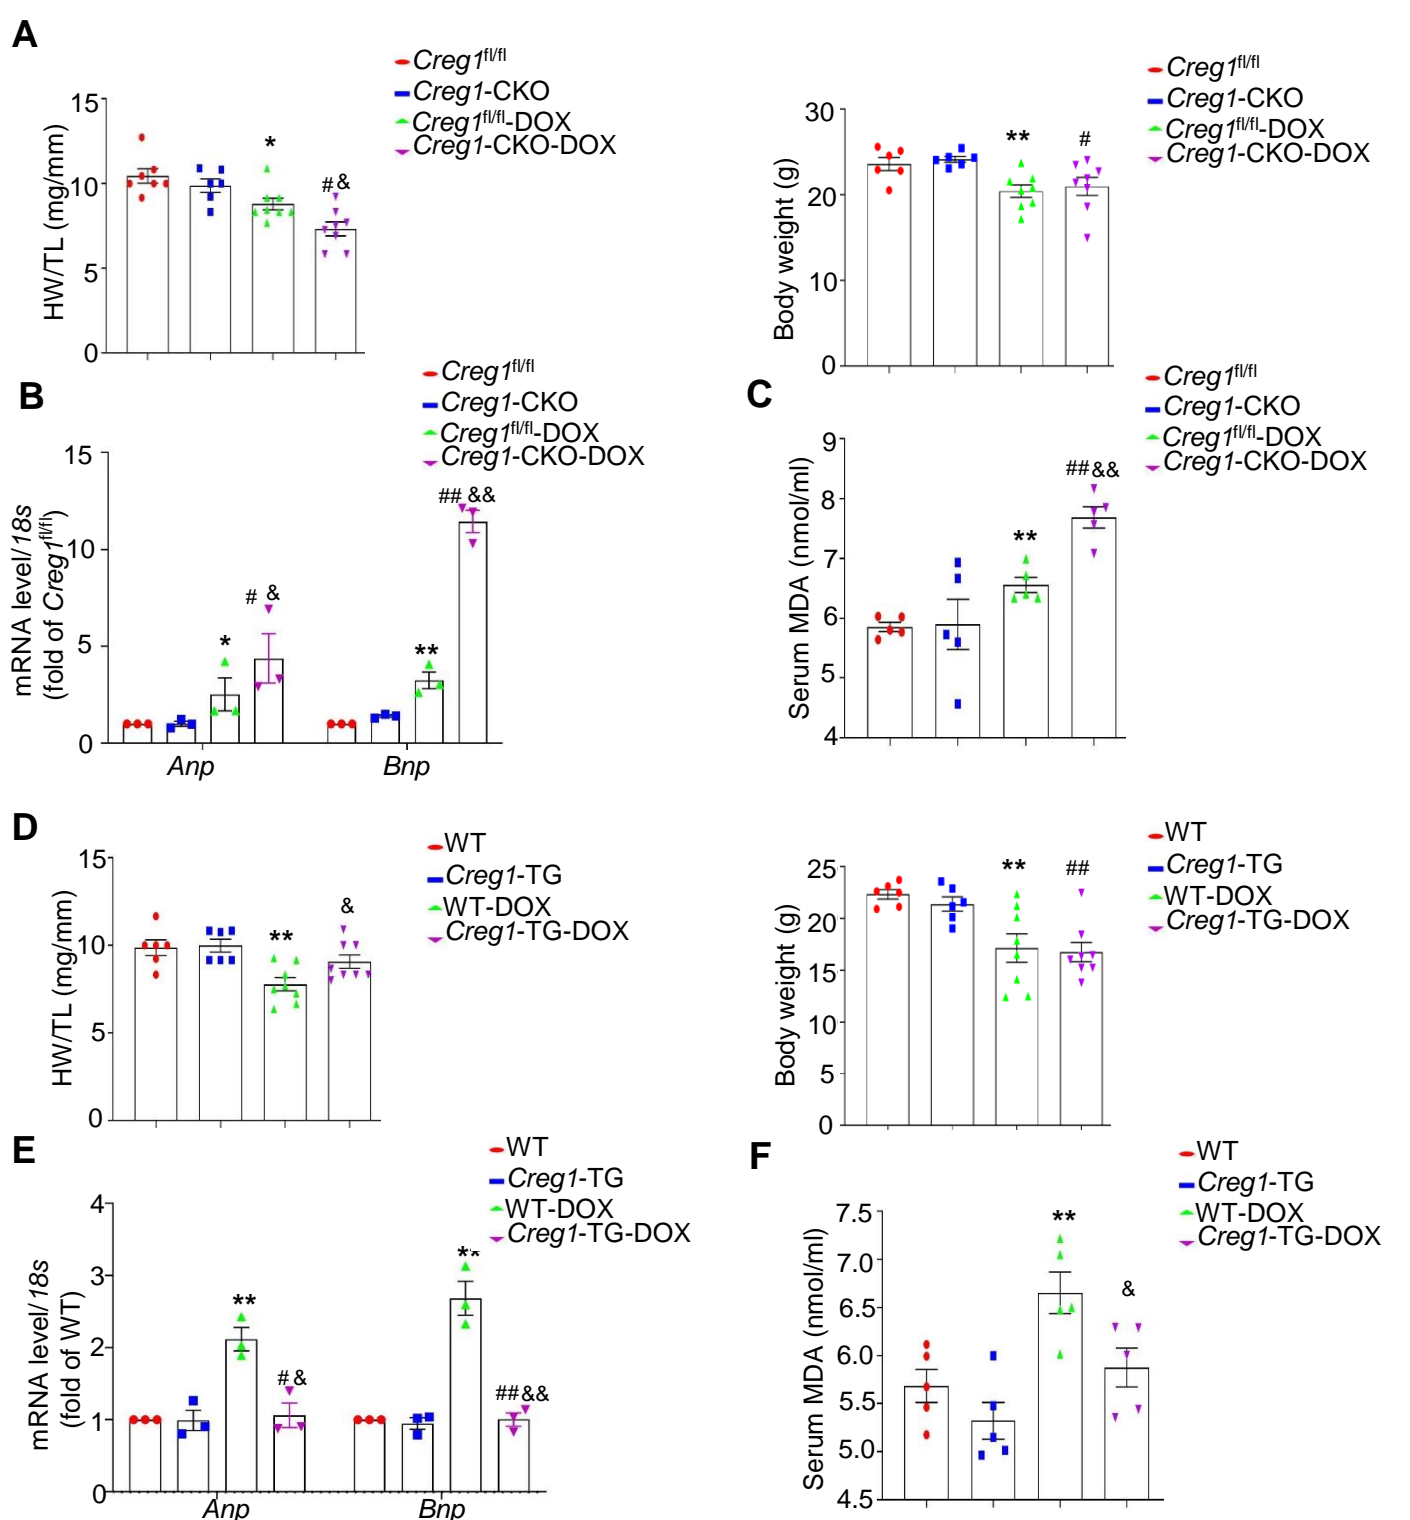 A
Creg1fl/fl
Creg1-CKO
Creg1fl/fl-DOX
Creg1-CKO-DOX
HW/TL (mg/mm)
15
10
5
0
*
#&
Creg1fl/fl
Creg1-CKO
Creg1fl/fl-DOX
Creg1-CKO-DOX
Body weight (g)
30
20
10
0
**
#
B
Creg1fl/fl
Creg1-CKO
Creg1fl/fl-DOX
Creg1-CKO-DOX
mRNA level/18s
(fold of Creg1fl/fl)
15
10
5
0
*
# &
**
## &&
Anp
Bnp
C
Creg1fl/fl
Creg1-CKO
Creg1fl/fl-DOX
Creg1-CKO-DOX
Serum MDA (nmol/ml)
9
8
7
6
5
4
**
##&&
D
WT
Creg1-TG
WT-DOX
Creg1-TG-DOX
HW/TL (mg/mm)
15
10
5
0
**
&
WT
Creg1-TG
WT-DOX
Creg1-TG-DOX
Body weight (g)
25
20
15
10
5
0
**
##
E
WT
Creg1-TG
WT-DOX
Creg1-TG-DOX
mRNA level/18s
(fold of WT)
4
3
2
1
0
**
# &
**
##&&
Anp
Bnp
F
WT
Creg1-TG
WT-DOX
Creg1-TG-DOX
Serum MDA (nmol/ml)
7.5
7.0
6.5
6.0
5.5
5.0
4.5
**
&